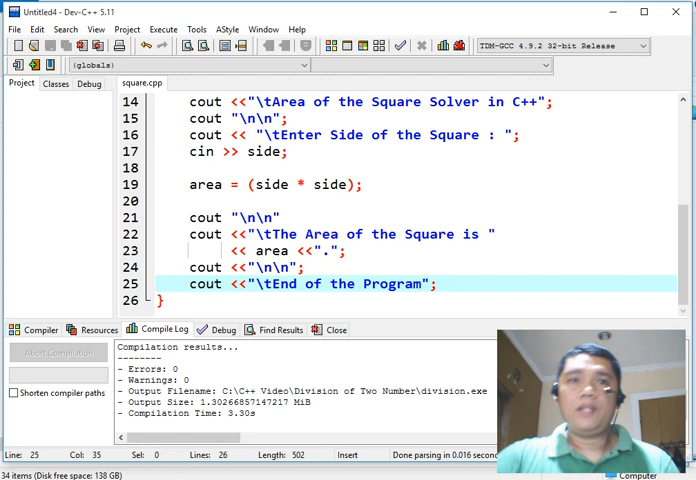 Untitled4 - Dev-C++ 5.11
File Edit Search View Project Execute Tools AStyle Window Help
TDM-GCC 4.9.2 32-bit Release
(globals)
Project Classes Debug
square.cpp
14 cout <<"\tArea of the Square Solver in C++";
15 cout "\n\n";
16 cout << "\tEnter Side of the Square : ";
17 cin >> side;
18
19 area = (side * side);
20
21 cout "\n\n"
22 cout <<"\tThe Area of the Square is "
23 << area <<".";
24 cout <<"\n\n";
25 cout <<"\tEnd of the Program";
26 }
Compiler Resources Compile Log Debug Find Results Close
Abort Compilation
Shorten compiler paths
Compilation results...
--------
- Errors: 0
- Warnings: 0
- Output Filename: C:\C++ Video\Division of Two Number\division.exe
- Output Size: 1.30266857147217 MiB
- Compilation Time: 3.30s
Line: 25 Col: 35 Sel: 0 Lines: 26 Length: 502 Insert Done parsing in 0.016 second
34 items (Disk free space: 138 GB)
Computer